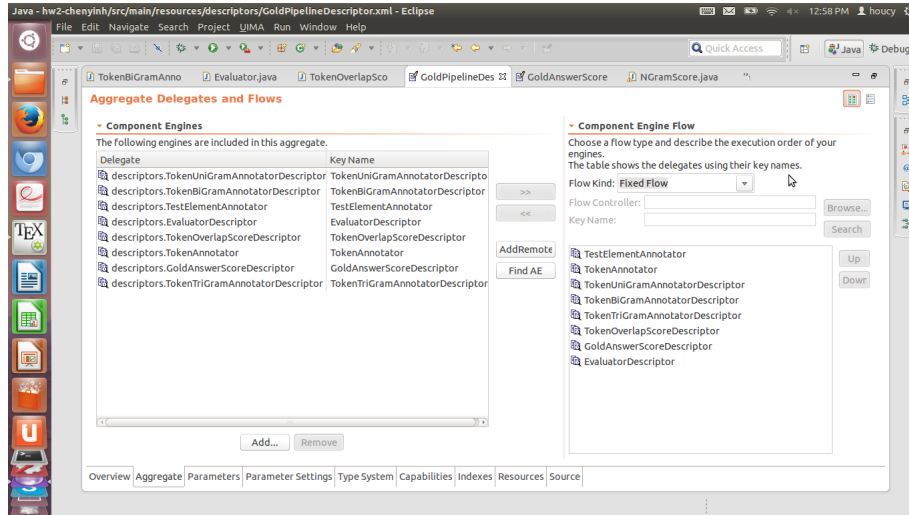 Java - hw2-chenyinh/src/main/resources/descriptors/GoldPipelineDescriptor.xml - Eclipse 12:58 PM houcy
File Edit Navigate Search Project UIMA Run Window Help
Quick Access Java Debug
TokenBiGramAnno Evaluator.java TokenOverlapSco GoldPipelineDes GoldAnswerScore NGramScore.java
Aggregate Delegates and Flows
Component Engines
The following engines are included in this aggregate.
Delegate Key Name
descriptors.TokenUniGramAnnotatorDescriptor TokenUniGramAnnotatorDescripto
descriptors.TokenBiGramAnnotatorDescriptor TokenBiGramAnnotatorDescriptor
descriptors.TestElementAnnotator TestElementAnnotator
descriptors.EvaluatorDescriptor EvaluatorDescriptor
descriptors.TokenOverlapScoreDescriptor TokenOverlapScoreDescriptor
descriptors.TokenAnnotator TokenAnnotator
descriptors.GoldAnswerScoreDescriptor GoldAnswerScoreDescriptor
descriptors.TokenTriGramAnnotatorDescriptor TokenTriGramAnnotatorDescriptor
>>
<<
AddRemote
Find AE
Add... Remove
Component Engine Flow
Choose a flow type and describe the execution order of your
engines.
The table shows the delegates using their key names.
Flow Kind: Fixed Flow
Flow Controller: Browse...
Key Name: Search
TestElementAnnotator
TokenAnnotator
TokenUniGramAnnotatorDescriptor
TokenBiGramAnnotatorDescriptor
TokenTriGramAnnotatorDescriptor
TokenOverlapScoreDescriptor
GoldAnswerScoreDescriptor
EvaluatorDescriptor
Up
Down
Overview Aggregate Parameters Parameter Settings Type System Capabilities Indexes Resources Source
TEX